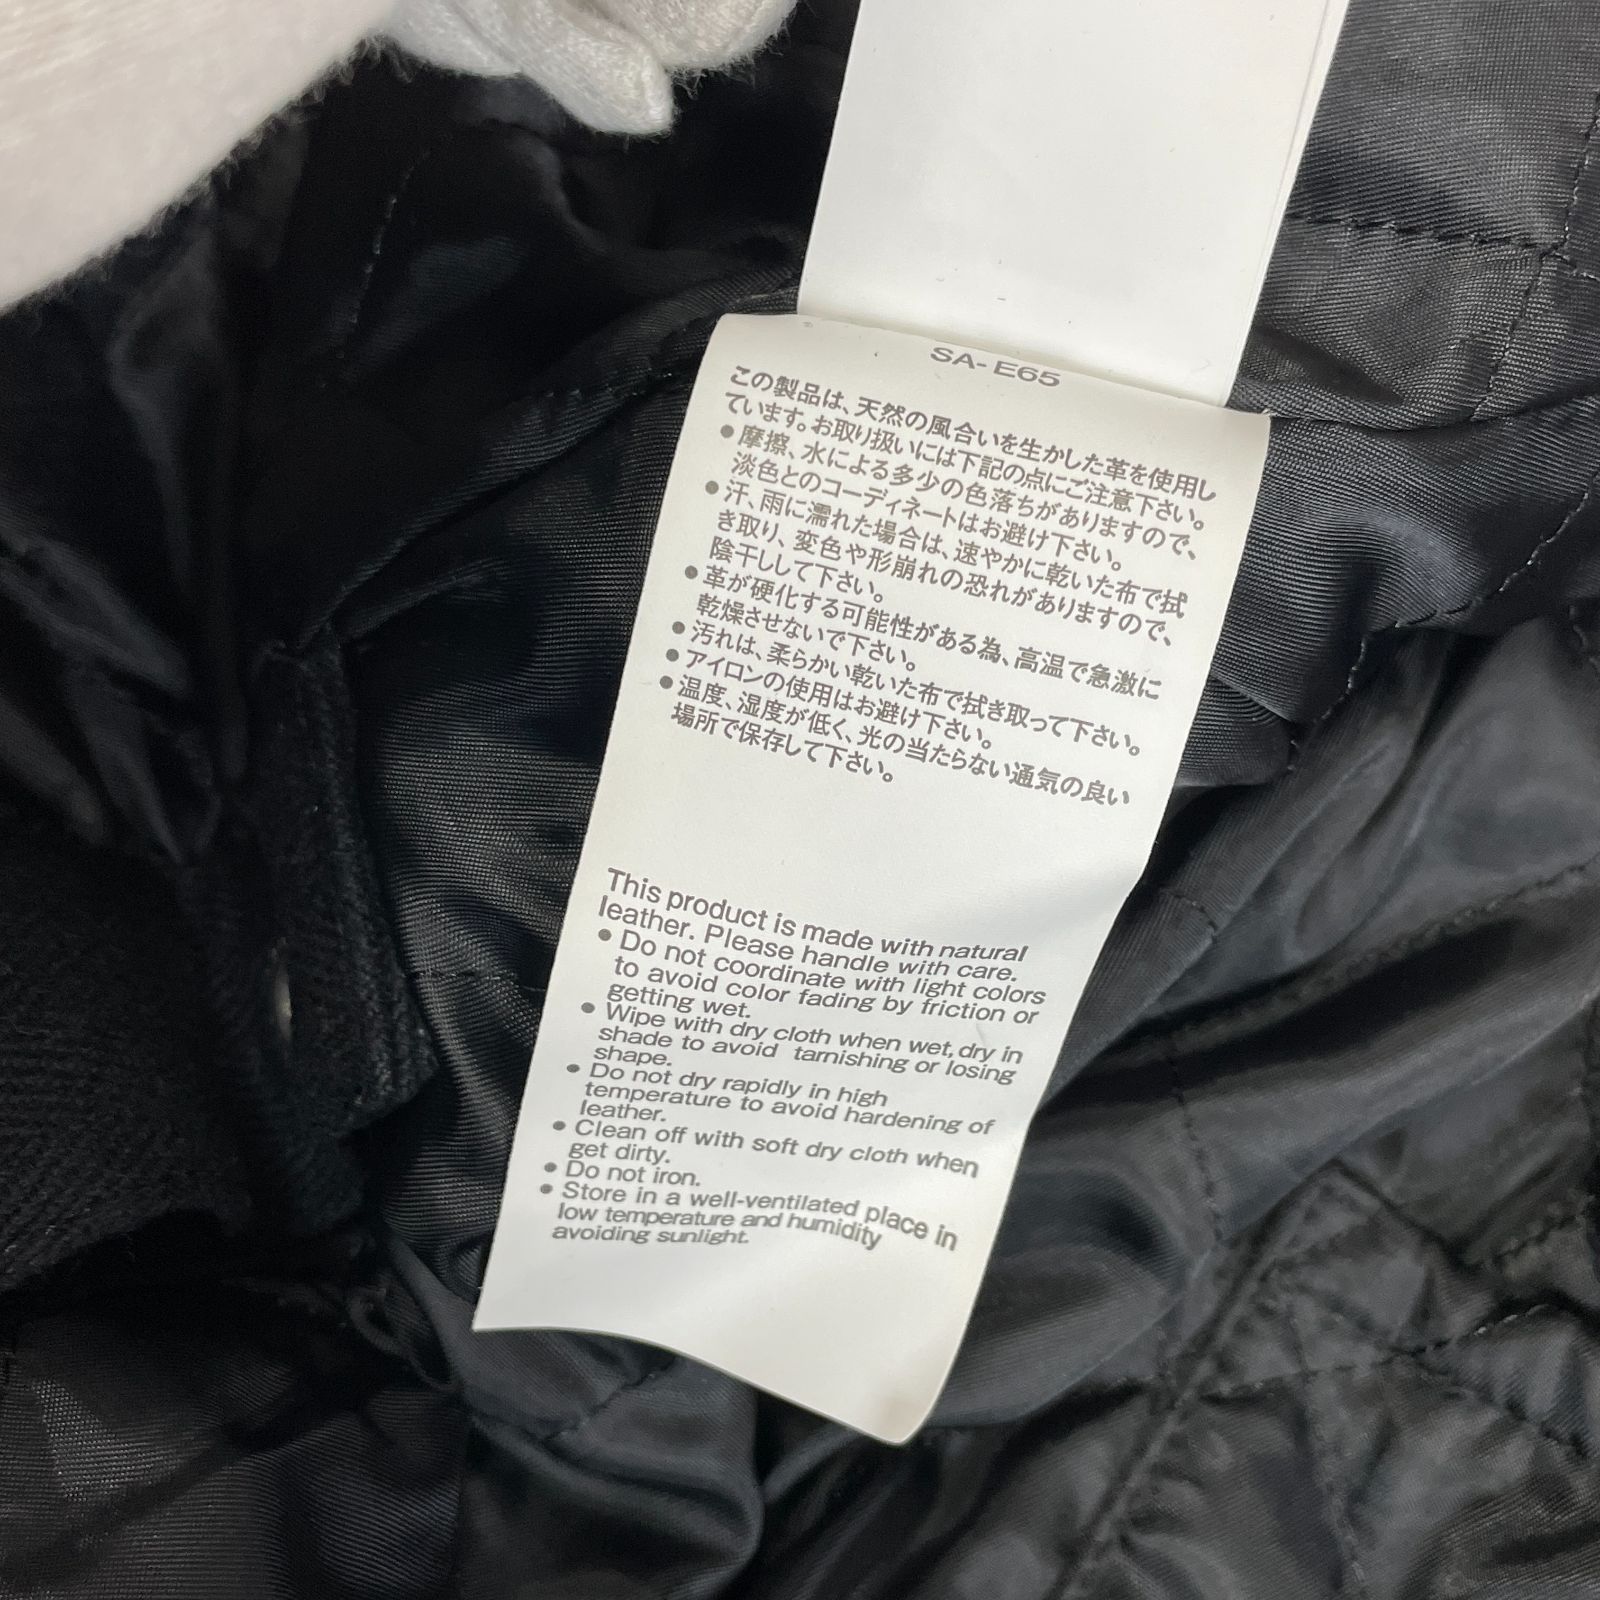 SA-E65
この製品は、天然の風合いを生かした革を使用し
ています。お取り扱いには下記の点にご注意下さい。
●摩擦、水による多少の色落ちがありますので、
淡色とのコーディネートはお避け下さい。
●汗、雨に濡れた場合は、速やかに乾いた布で拭
き取り、変色や形崩れの恐れがありますので、
陰干しして下さい。
●革が硬化する可能性がある為、高温で急激に
乾燥させないで下さい。
●汚れは、柔らかい乾いた布で拭き取って下さい。
●アイロンの使用はお避け下さい。
●温度、湿度が低く、光の当たらない通気の良い
場所で保存して下さい。
This product is made with natural
leather. Please handle with care.
●Do not coordinate with light colors
to avoid color fading by friction or
getting wet.
●Wipe with dry cloth when wet, dry in
shade to avoid tarnishing or losing
shape.
●Do not dry rapidly in high
temperature to avoid hardening of
leather.
●Clean off with soft dry cloth when
get dirty.
●Do not iron.
●Store in a well-ventilated place in
low temperature and humidity
avoiding sunlight.